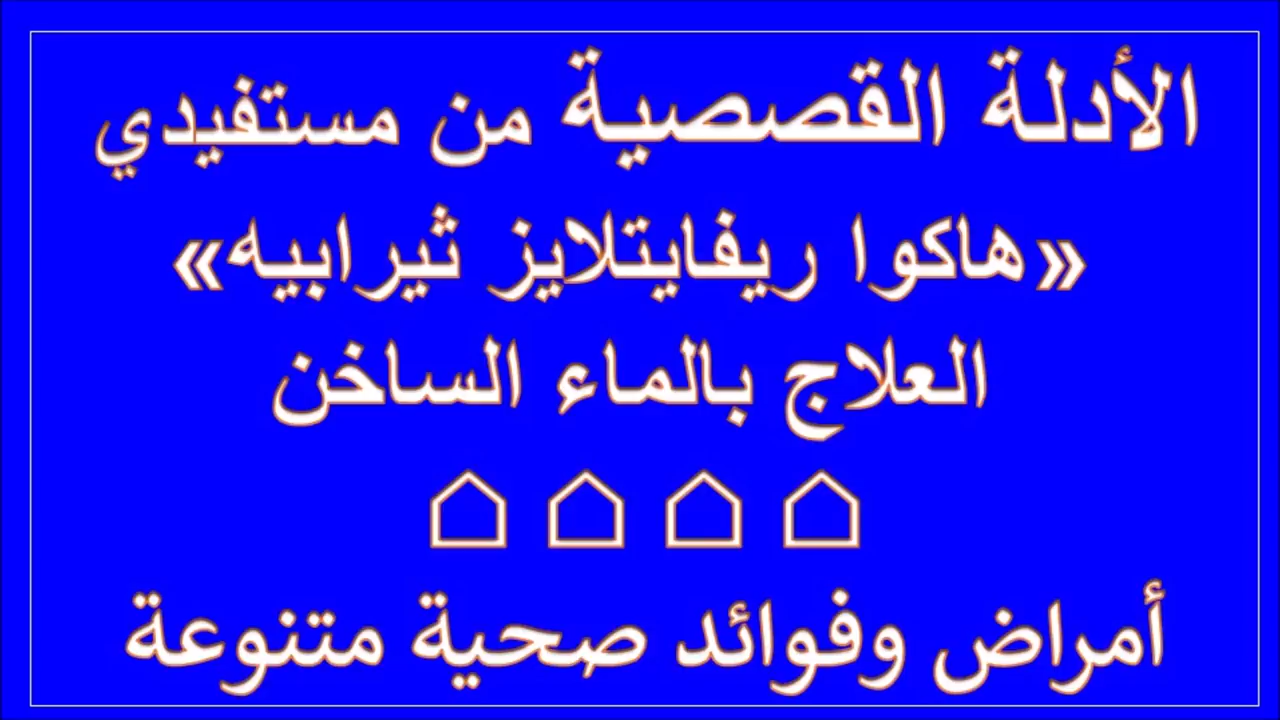 الأدلة القصصية من مستفيدي
«هاكوا ريفايتلايز ثيرابيه»
العلاج بالماء الساخن
⌂ ⌂ ⌂ ⌂
أمراض وفوائد صحية متنوعة